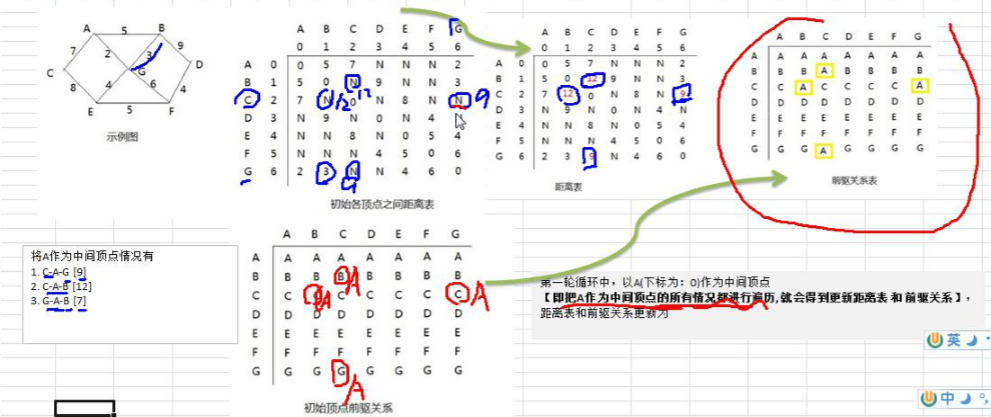 A 5 B
7 2 3 9
C G D
8 4 6 4
E 5 F
示例图
A B C D E F G
0 1 2 3 4 5 6
A 0 0 5 7 N N N 2
B 1 5 0 N 9 N N 3
C 2 7 N 0 N 8 N N
D 3 N 9 N 0 N 4 N
E 4 N N 8 N 0 5 4
F 5 N N N 4 5 0 6
G 6 2 3 N N 4 6 0
12 12 9
9
初始各顶点之间距离表
A B C D E F G
0 1 2 3 4 5 6
A 0 0 5 7 N N N 2
B 1 5 0 12 9 N N 3
C 2 7 12 0 N 8 N 9
D 3 N 9 N 0 N 4 N
E 4 N N 8 N 0 5 4
F 5 N N N 4 5 0 6
G 6 2 3 9 N 4 6 0
距离表
A B C D E F G
A A A A A A A A
B B B A B B B B
C C A C C C C A
D D D D D D D D
E E E E E E E E
F F F F F F F F
G G G A G G G G
前驱关系表
将A作为中间顶点情况有
1. C-A-G [9]
2. C-A-B [12]
3. G-A-B [7]
A B C D E F G
A A A A A A A A
B B B B B B B B
C C C C C C C C
D D D D D D D D
E E E E E E E E
F F F F F F F F
G G G G G G G G
A
A A
A
初始顶点前驱关系
第一轮循环中，以A(下标为：0)作为中间顶点
【即把A作为中间顶点的所有情况都进行遍历,就会得到更新距离表 和 前驱关系】，
距离表和前驱关系更新为
英
中